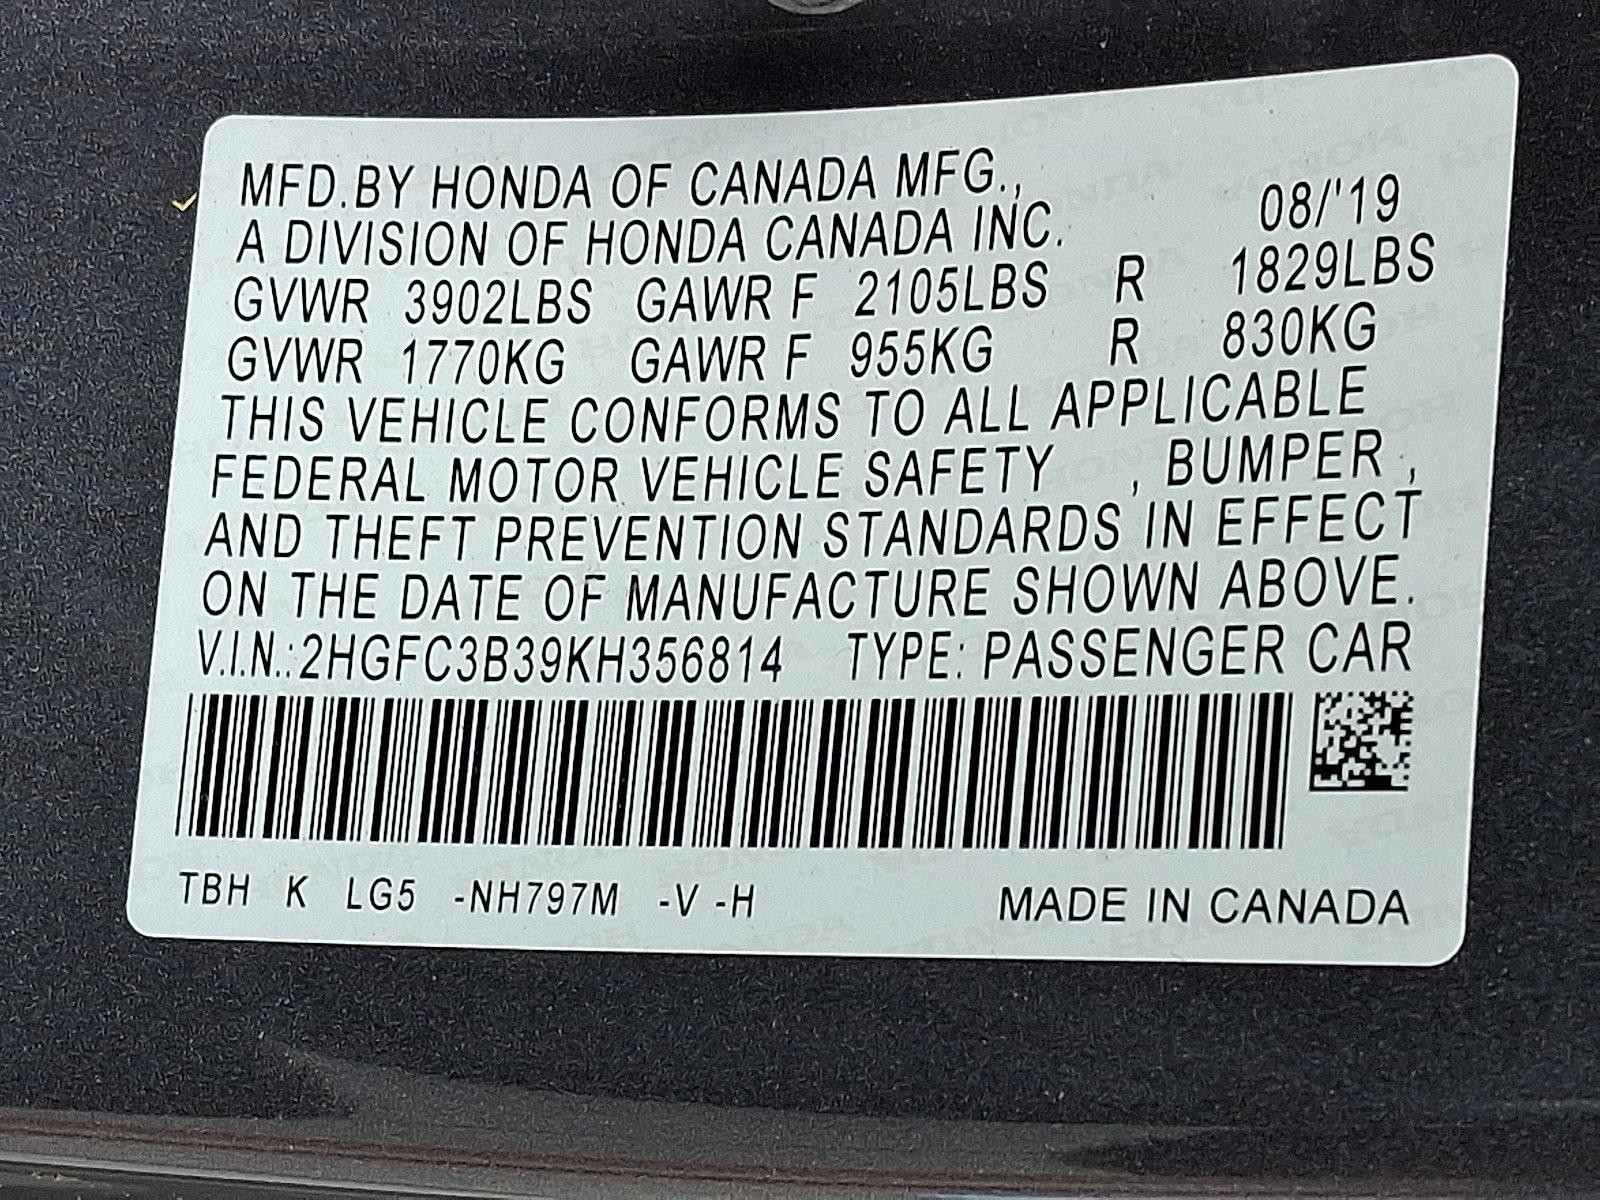 MFD.BY HONDA OF CANADA MFG.,
A DIVISION OF HONDA CANADA INC. 08/'19
GVWR 3902LBS GAWR F 2105LBS R 1829LBS
GVWR 1770KG GAWR F 955KG R 830KG
THIS VEHICLE CONFORMS TO ALL APPLICABLE
FEDERAL MOTOR VEHICLE SAFETY , BUMPER ,
AND THEFT PREVENTION STANDARDS IN EFFECT
ON THE DATE OF MANUFACTURE SHOWN ABOVE.
V.I.N.:2HGFC3B39KH356814 TYPE: PASSENGER CAR
TBH K LG5 -NH797M -V -H MADE IN CANADA